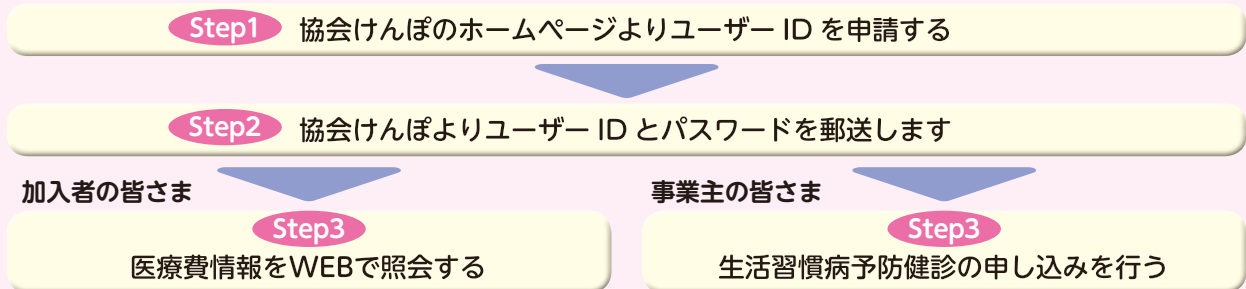 Step1 協会けんぽのホームページよりユーザー ID を申請する
Step2 協会けんぽよりユーザー ID とパスワードを郵送します
加入者の皆さま
Step3
医療費情報をWEBで照会する
事業主の皆さま
Step3
生活習慣病予防健診の申し込みを行う